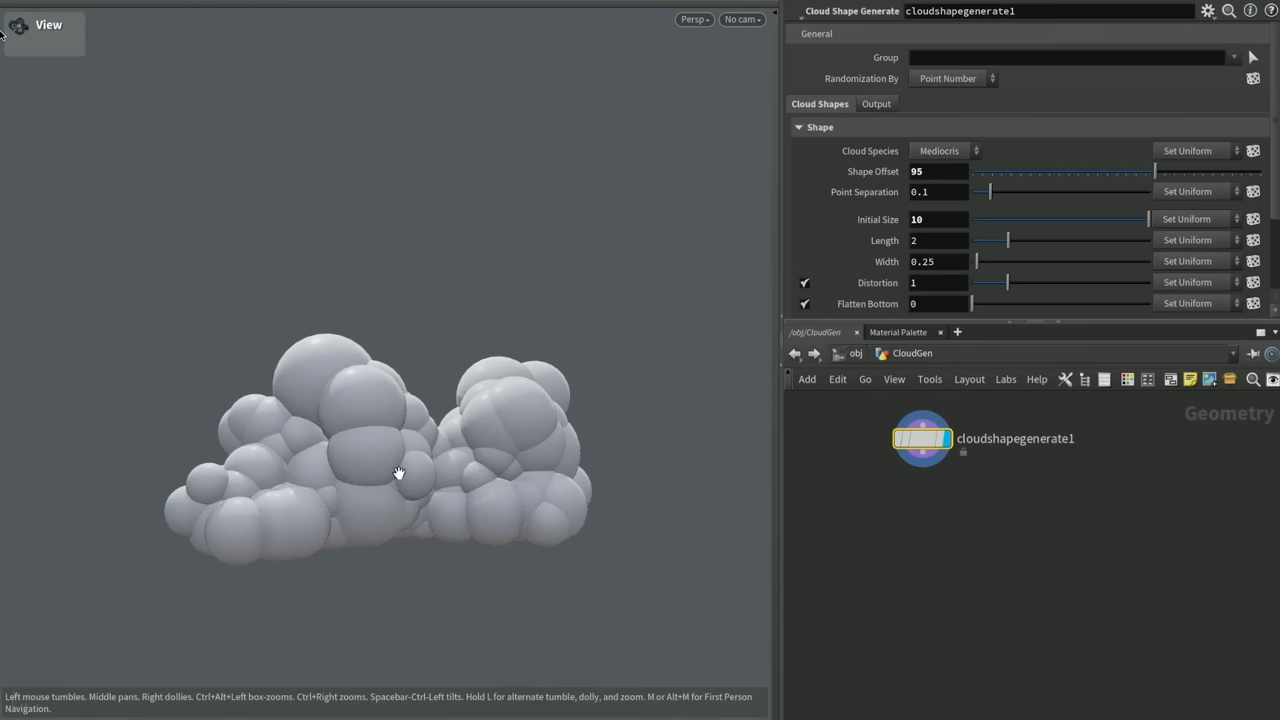 View
Persp
No cam
Left mouse tumbles. Middle pans. Right dollies. Ctrl+Alt+Left box-zooms. Ctrl+Right zooms. Spacebar-Ctrl-Left tilts. Hold L for alternate tumble, dolly, and zoom. M or Alt+M for First Person
Navigation.
Cloud Shape Generate cloudshapegenerate1
General
Group
Randomization By Point Number
Cloud Shapes Output
Shape
Cloud Species Mediocris Set Uniform
Shape Offset 95
Point Separation 0.1 Set Uniform
Initial Size 10 Set Uniform
Length 2 Set Uniform
Width 0.25 Set Uniform
Distortion 1 Set Uniform
Flatten Bottom 0 Set Uniform
/obj/CloudGen × Material Palette × +
obj CloudGen
Add Edit Go View Tools Layout Labs Help
Geometry
cloudshapegenerate1